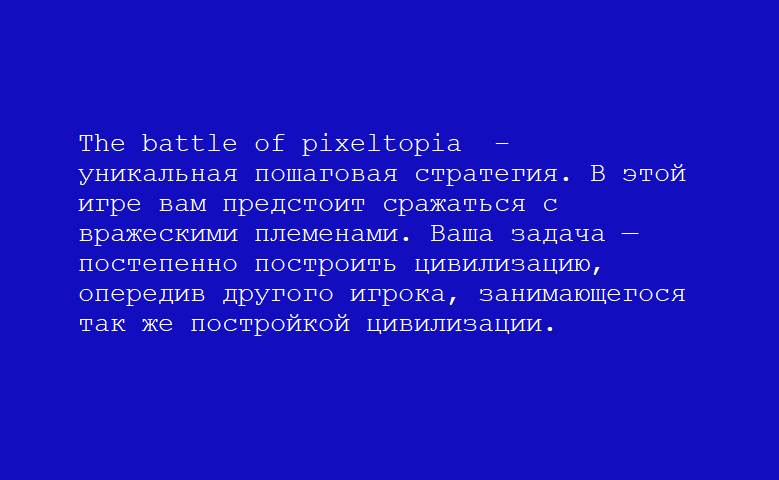 The battle of pixeltopia  –
уникальная пошаговая стратегия. В этой
игре вам предстоит сражаться с
вражескими племенами. Ваша задача —
постепенно построить цивилизацию,
опередив другого игрока, занимающегося
так же постройкой цивилизации.